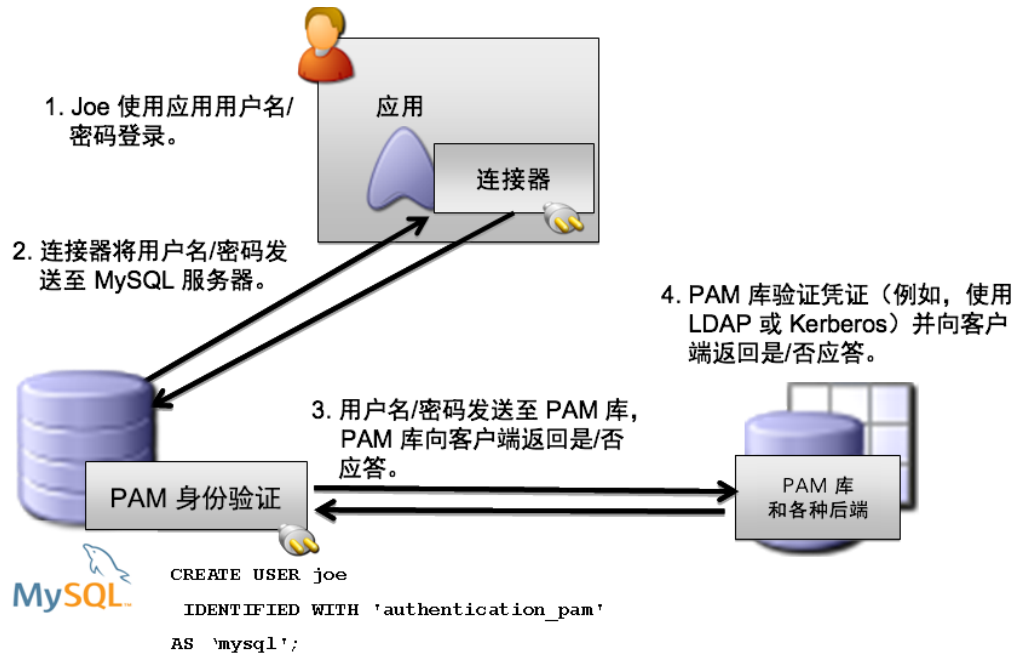 1. Joe 使用应用用户名/
密码登录。
应用
连接器
2. 连接器将用户名/密码发
送至 MySQL 服务器。
4. PAM 库验证凭证（例如，使用
LDAP 或 Kerberos）并向客户
端返回是/否应答。
3. 用户名/密码发送至 PAM 库，
PAM 库向客户端返回是/否
应答。
PAM 身份验证
PAM 库
和各种后端
MySQL
CREATE USER joe
IDENTIFIED WITH 'authentication_pam'
AS ‵mysql';